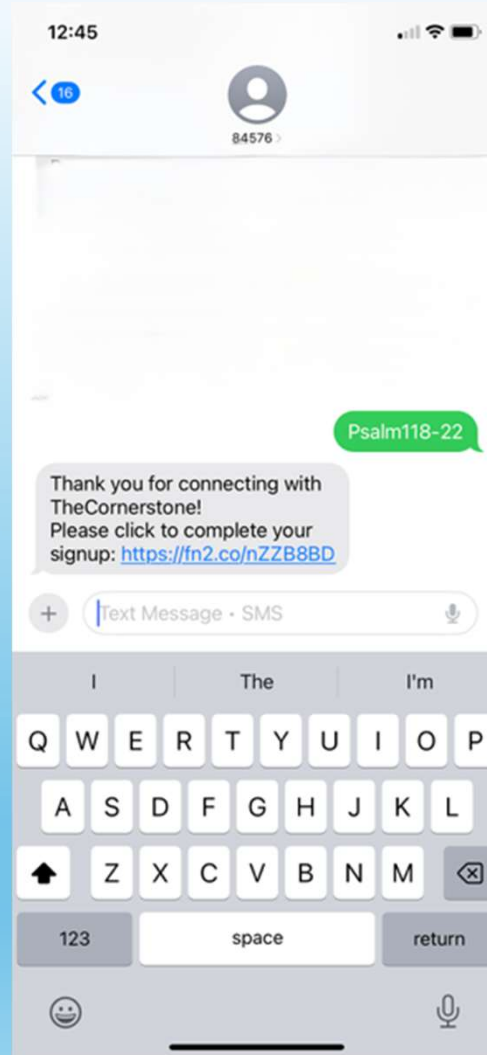 12:45
16
84576
Psalm118-22
Thank you for connecting with
TheCornerstone!
Please click to complete your
signup: https://fn2.co/nZZB8BD
Text Message • SMS
I The I'm
Q W E R T Y U I O P
A S D F G H J K L
Z X C V B N M
123 space return